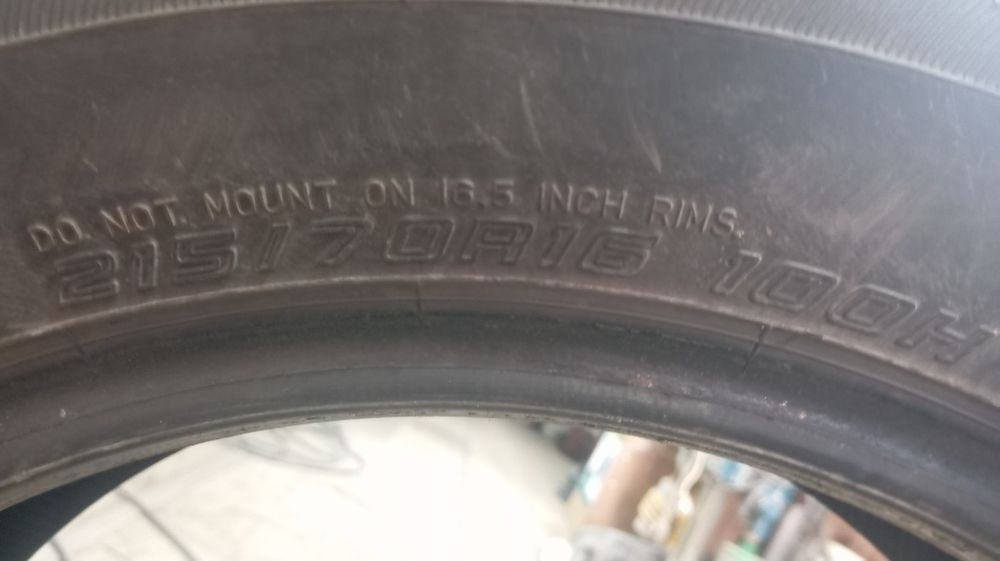 DO. NOT. MOUNT ON 16.5 INCH RIMS.
215/70R16 100H